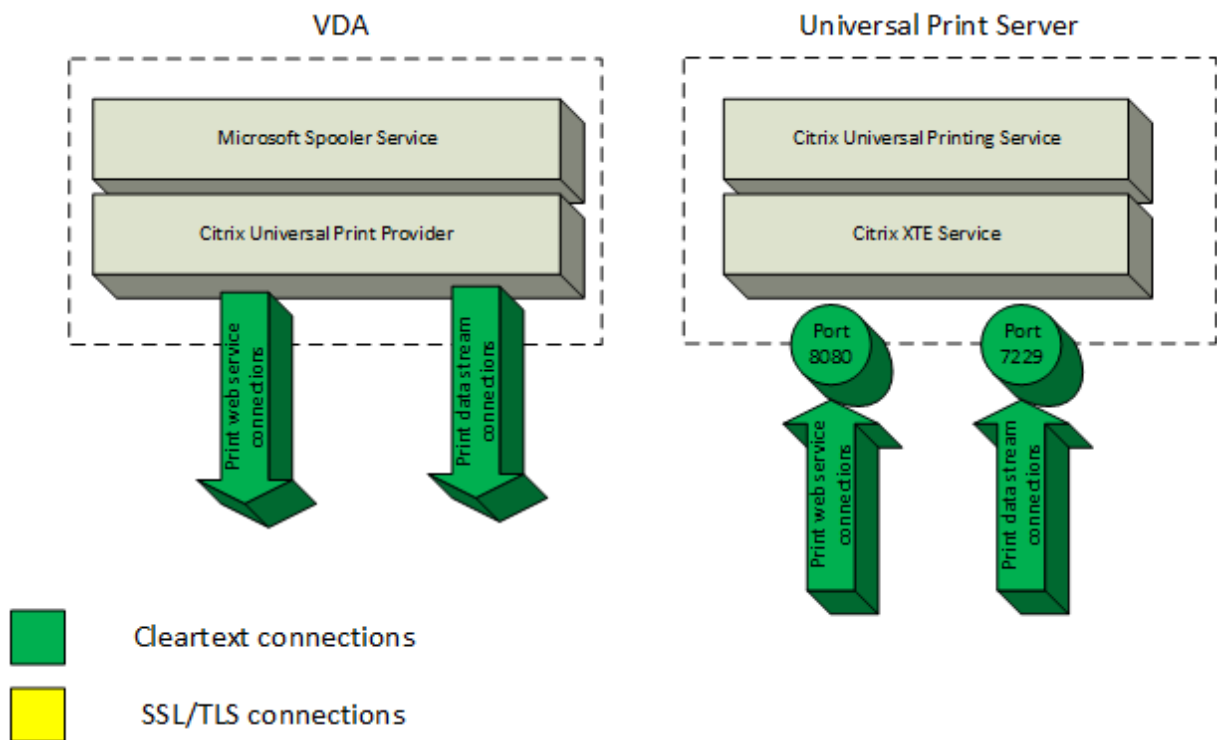 VDA
Universal Print Server
Microsoft Spooler Service
Citrix Universal Print Provider
Citrix Universal Printing Service
Citrix XTE Service
Print web service
connections
Print data stream
connections
Port
8080
Port
7229
Print web service
connections
Print data stream
connections
Cleartext connections
SSL/TLS connections